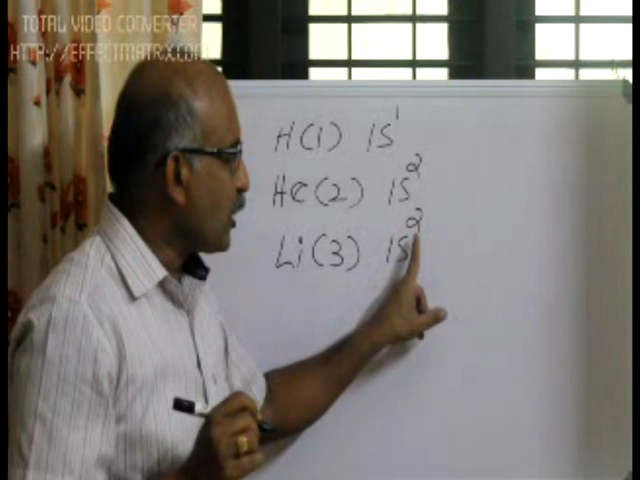 TOTAL VIDEO CONVERTER
HTTP://EFFECTMATRIX.COM
H(1) 1S¹
He(2) 1S²
Li(3) 1S²